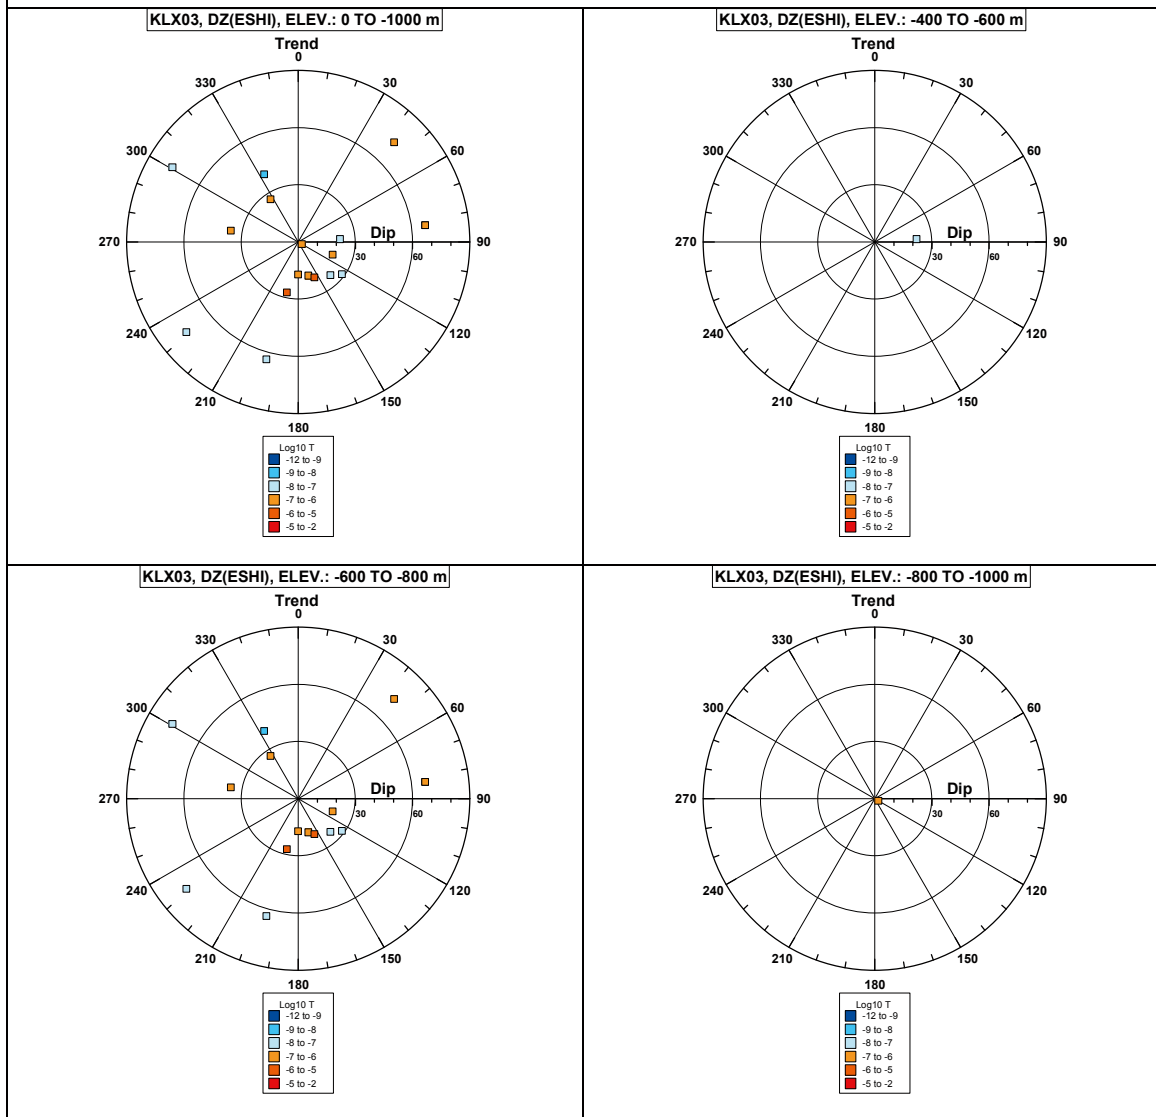 KLX03, DZ(ESHI), ELEV.: 0 TO -1000 m
Trend
0
330
30
300
60
Dip
270
30
60
90
240
120
210
150
180
Log10 T
-12 to -9
-9 to -8
-8 to -7
-7 to -6
-6 to -5
-5 to -2
KLX03, DZ(ESHI), ELEV.: -400 TO -600 m
Trend
0
330
30
300
60
Dip
270
30
60
90
240
120
210
150
180
Log10 T
-12 to -9
-9 to -8
-8 to -7
-7 to -6
-6 to -5
-5 to -2
KLX03, DZ(ESHI), ELEV.: -600 TO -800 m
Trend
0
330
30
300
60
Dip
270
30
60
90
240
120
210
150
180
Log10 T
-12 to -9
-9 to -8
-8 to -7
-7 to -6
-6 to -5
-5 to -2
KLX03, DZ(ESHI), ELEV.: -800 TO -1000 m
Trend
0
330
30
300
60
Dip
270
30
60
90
240
120
210
150
180
Log10 T
-12 to -9
-9 to -8
-8 to -7
-7 to -6
-6 to -5
-5 to -2